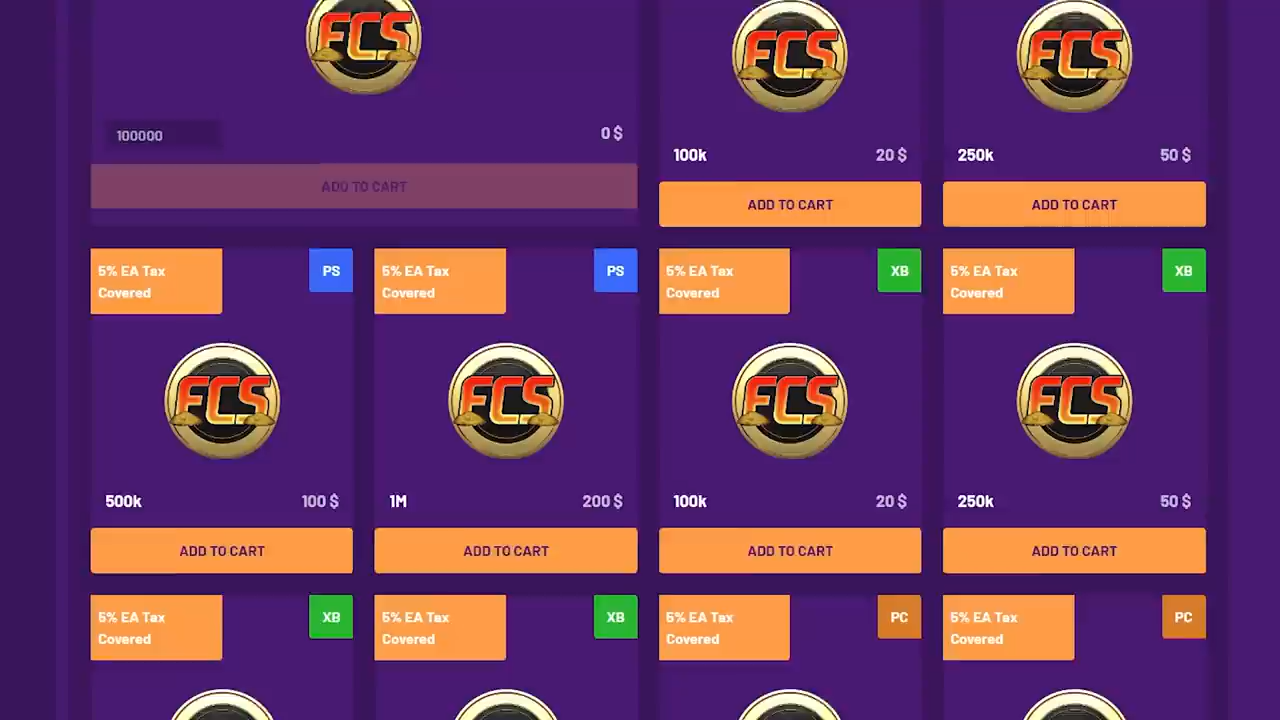 FCS
FCS
FCS
100000
0 $
ADD TO CART
100k
20 $
ADD TO CART
250k
50 $
ADD TO CART
5% EA Tax
Covered
PS
FCS
500k
100 $
ADD TO CART
5% EA Tax
Covered
PS
FCS
1M
200 $
ADD TO CART
5% EA Tax
Covered
XB
FCS
100k
20 $
ADD TO CART
5% EA Tax
Covered
XB
FCS
250k
50 $
ADD TO CART
5% EA Tax
Covered
XB
5% EA Tax
Covered
XB
5% EA Tax
Covered
PC
5% EA Tax
Covered
PC